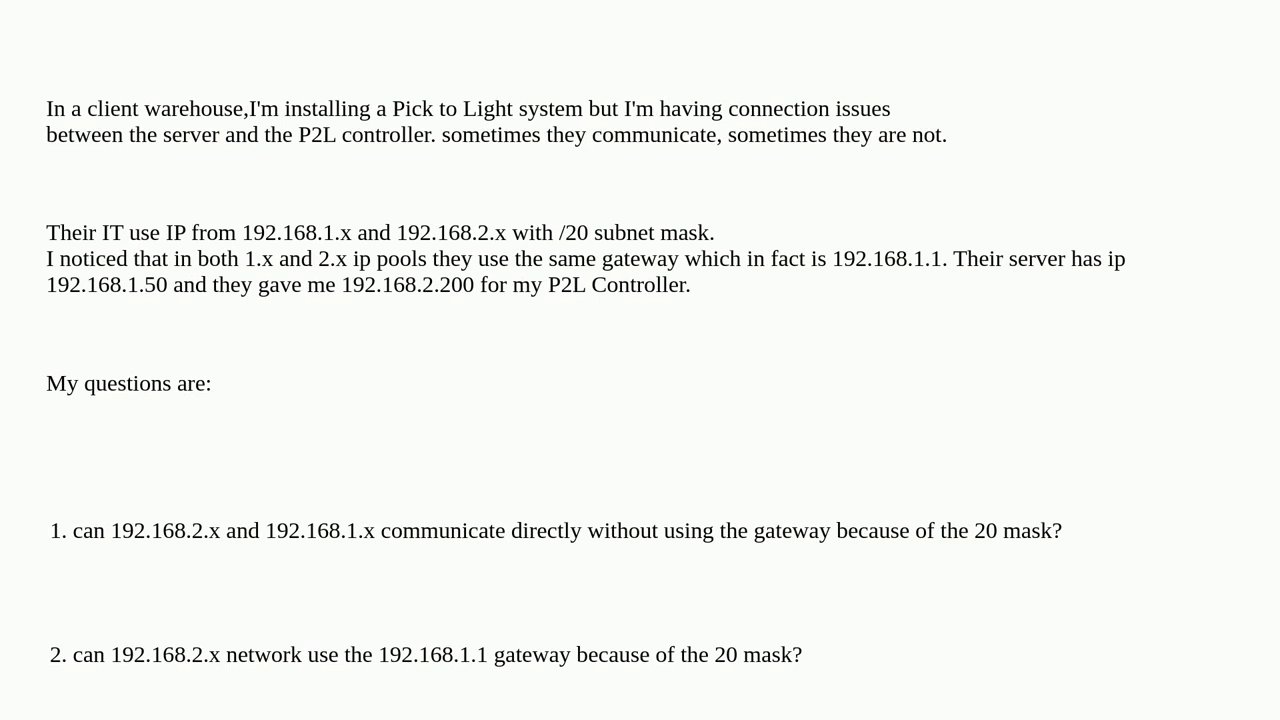 In a client warehouse,I'm installing a Pick to Light system but I'm having connection issues
between the server and the P2L controller. sometimes they communicate, sometimes they are not.
Their IT use IP from 192.168.1.x and 192.168.2.x with /20 subnet mask.
I noticed that in both 1.x and 2.x ip pools they use the same gateway which in fact is 192.168.1.1. Their server has ip
192.168.1.50 and they gave me 192.168.2.200 for my P2L Controller.
My questions are:
1. can 192.168.2.x and 192.168.1.x communicate directly without using the gateway because of the 20 mask?
2. can 192.168.2.x network use the 192.168.1.1 gateway because of the 20 mask?